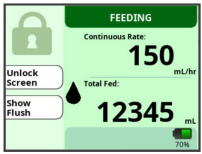 FEEDING
Continuous Rate:
150
mL/hr
Unlock
Screen
Total Fed:
Show
Flush
12345
mL
70%